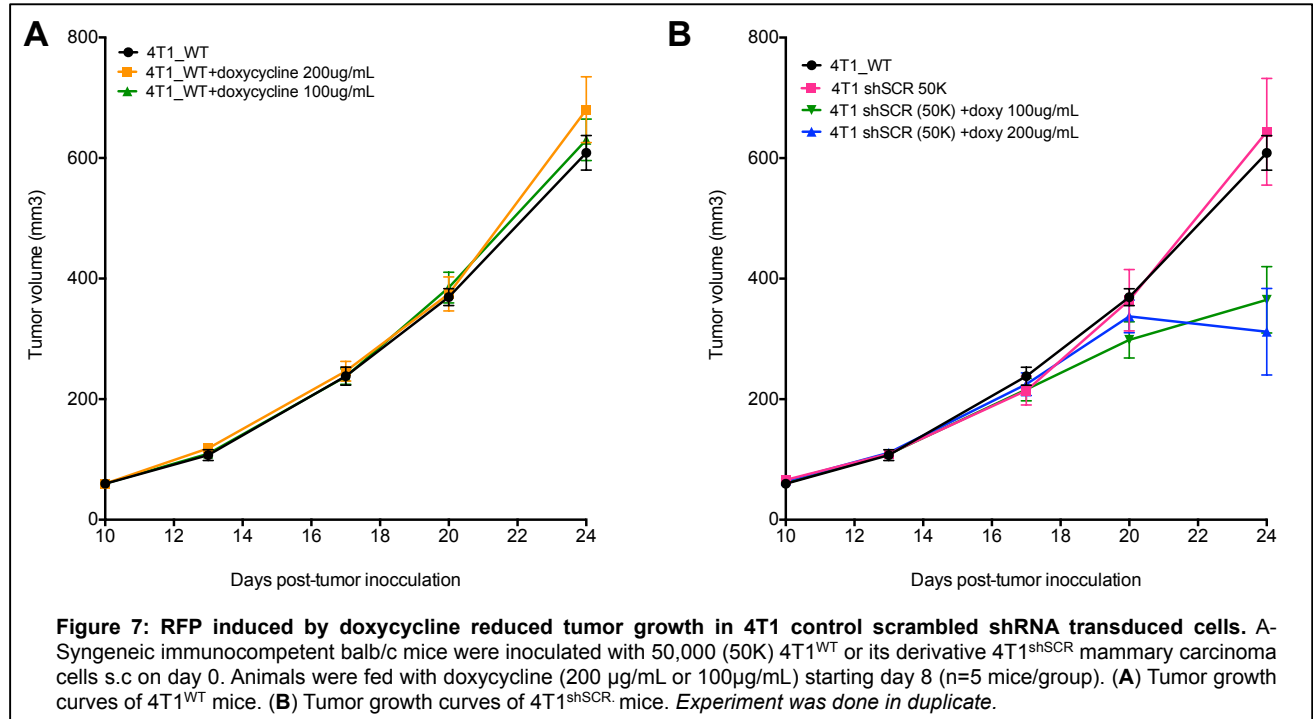 A
4T1_WT
4T1_WT+doxycycline 200ug/mL
4T1_WT+doxycycline 100ug/mL
Tumor volume (mm3)
800
600
400
200
0
10 12 14 16 18 20 22 24
Days post-tumor inocculation
B
4T1_WT
4T1 shSCR 50K
4T1 shSCR (50K) +doxy 100ug/mL
4T1 shSCR (50K) +doxy 200ug/mL
Tumor volume (mm3)
800
600
400
200
0
10 12 14 16 18 20 22 24
Days post-tumor inocculation
Figure 7: RFP induced by doxycycline reduced tumor growth in 4T1 control scrambled shRNA transduced cells. A-
Syngeneic immunocompetent balb/c mice were inoculated with 50,000 (50K) 4T1WT or its derivative 4T1shSCR mammary carcinoma
cells s.c on day 0. Animals were fed with doxycycline (200 µg/mL or 100µg/mL) starting day 8 (n=5 mice/group). (A) Tumor growth
curves of 4T1WT mice. (B) Tumor growth curves of 4T1shSCR. mice. Experiment was done in duplicate.